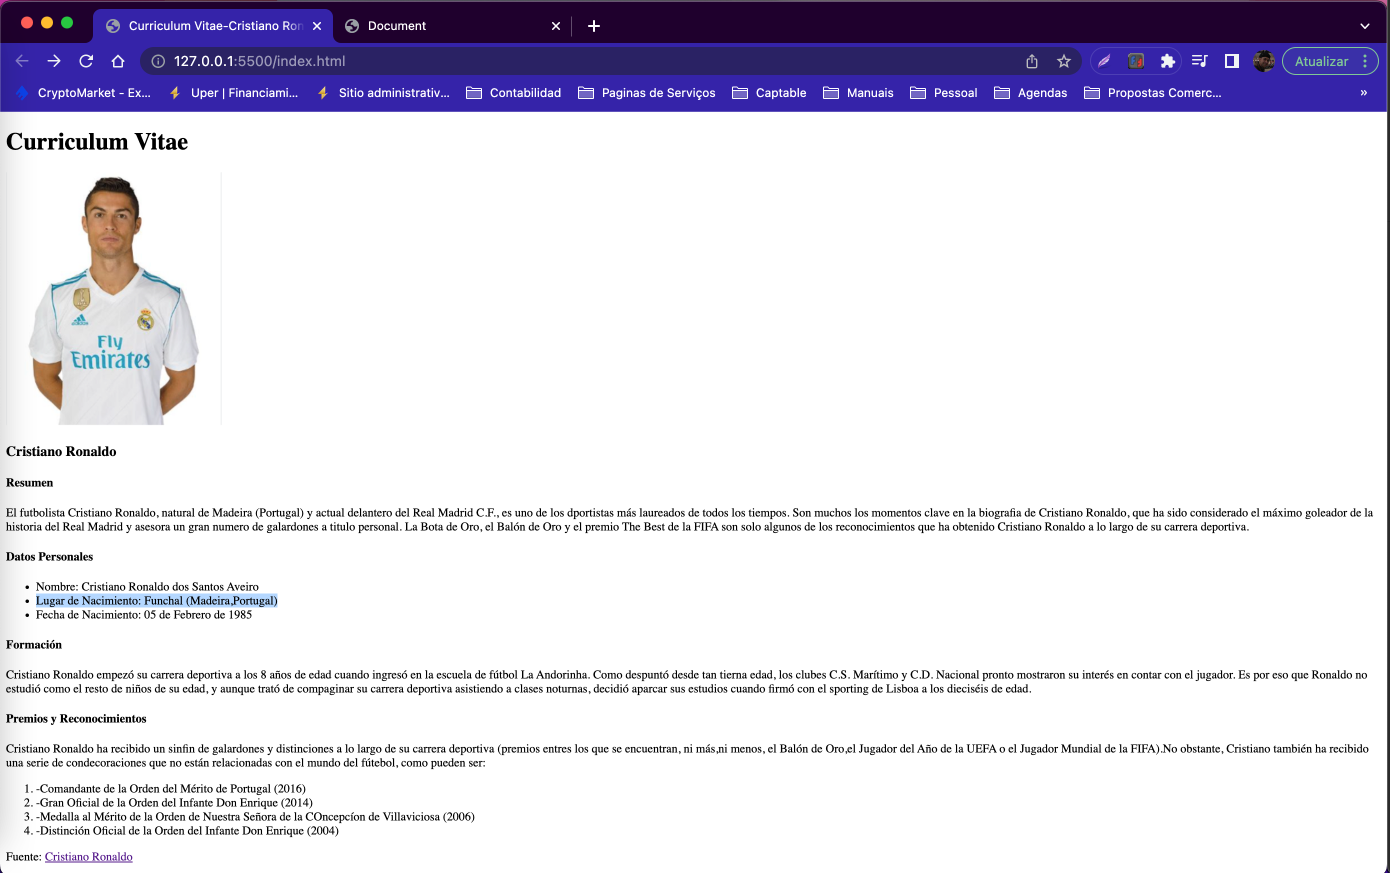 Curriculum Vitae-Cristiano Ron
Document
127.0.0.1:5500/index.html
Atualizar
CryptoMarket - Ex...
Uper | Financiami...
Sitio administrativ...
Contabilidad
Paginas de Serviços
Captable
Manuais
Pessoal
Agendas
Propostas Comerc...
»
Curriculum Vitae
Fly
Emirates
Cristiano Ronaldo
Resumen
El futbolista Cristiano Ronaldo, natural de Madeira (Portugal) y actual delantero del Real Madrid C.F., es uno de los dportistas más laureados de todos los tiempos. Son muchos los momentos clave en la biografia de Cristiano Ronaldo, que ha sido considerado el máximo goleador de la
historia del Real Madrid y asesora un gran numero de galardones a titulo personal. La Bota de Oro, el Balón de Oro y el premio The Best de la FIFA son solo algunos de los reconocimientos que ha obtenido Cristiano Ronaldo a lo largo de su carrera deportiva.
Datos Personales
• Nombre: Cristiano Ronaldo dos Santos Aveiro
• Lugar de Nacimiento: Funchal (Madeira,Portugal)
• Fecha de Nacimiento: 05 de Febrero de 1985
Formación
Cristiano Ronaldo empezó su carrera deportiva a los 8 años de edad cuando ingresó en la escuela de fútbol La Andorinha. Como despuntó desde tan tierna edad, los clubes C.S. Marítimo y C.D. Nacional pronto mostraron su interés en contar con el jugador. Es por eso que Ronaldo no
estudió como el resto de niños de su edad, y aunque trató de compaginar su carrera deportiva asistiendo a clases noturnas, decidió aparcar sus estudios cuando firmó con el sporting de Lisboa a los dieciséis de edad.
Premios y Reconocimientos
Cristiano Ronaldo ha recibido un sinfin de galardones y distinciones a lo largo de su carrera deportiva (premios entres los que se encuentran, ni más,ni menos, el Balón de Oro,el Jugador del Año de la UEFA o el Jugador Mundial de la FIFA).No obstante, Cristiano también ha recibido
una serie de condecoraciones que no están relacionadas con el mundo del fútebol, como pueden ser:
1. -Comandante de la Orden del Mérito de Portugal (2016)
2. -Gran Oficial de la Orden del Infante Don Enrique (2014)
3. -Medalla al Mérito de la Orden de Nuestra Señora de la COncepcíon de Villaviciosa (2006)
4. -Distinción Oficial de la Orden del Infante Don Enrique (2004)
Fuente: Cristiano Ronaldo